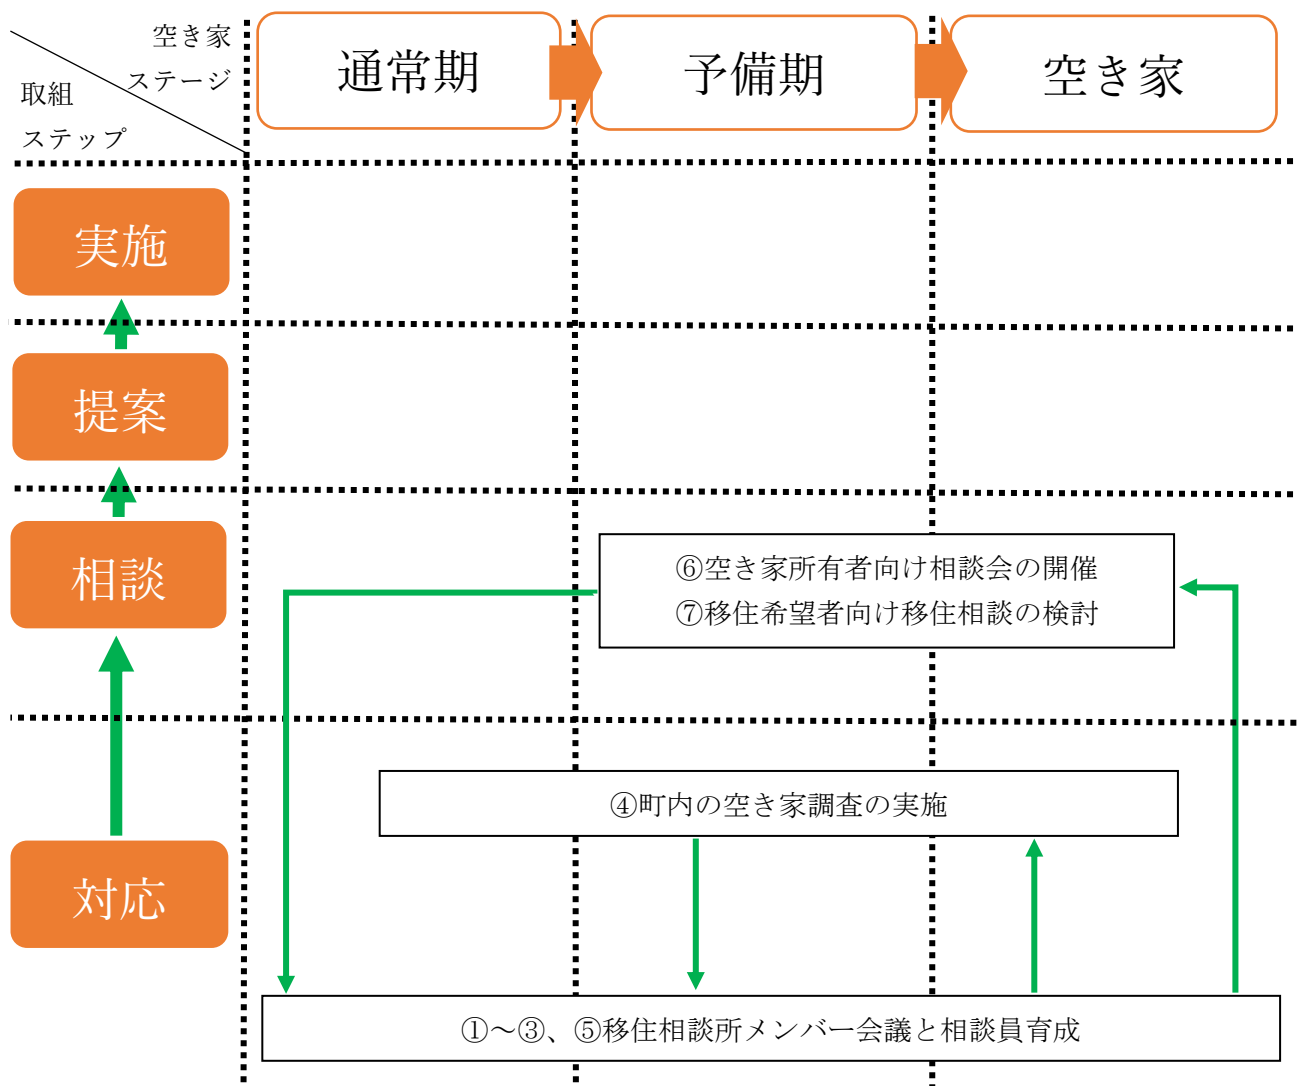 空き家
ステージ
取組
ステップ
通常期
予備期
空き家
実施
提案
相談
⑥空き家所有者向け相談会の開催
⑦移住希望者向け移住相談の検討
④町内の空き家調査の実施
対応
①～③、⑤移住相談所メンバー会議と相談員育成